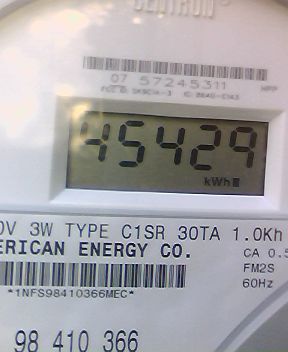 CENTRON®
07 57245311
45429
kWh
0V 3W TYPE C1SR 30TA 1.0Kh
ERICAN ENERGY CO.
CA 0.5
FM2S
*1NFS98410366MEC*
60Hz
98 410 366